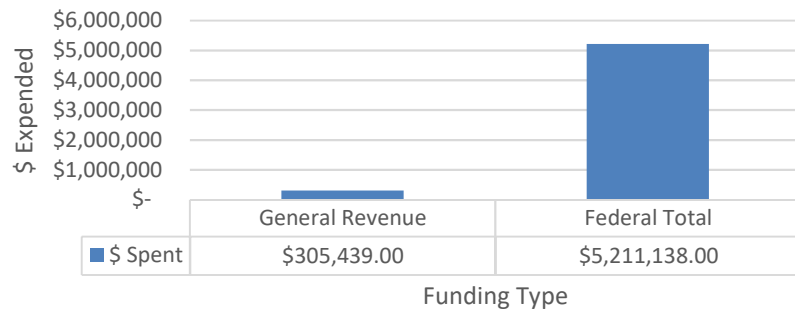 $6,000,000
$5,000,000
$4,000,000
$3,000,000
$2,000,000
$1,000,000
$-
$ Expended
General Revenue Federal Total
$ Spent $305,439.00 $5,211,138.00
Funding Type